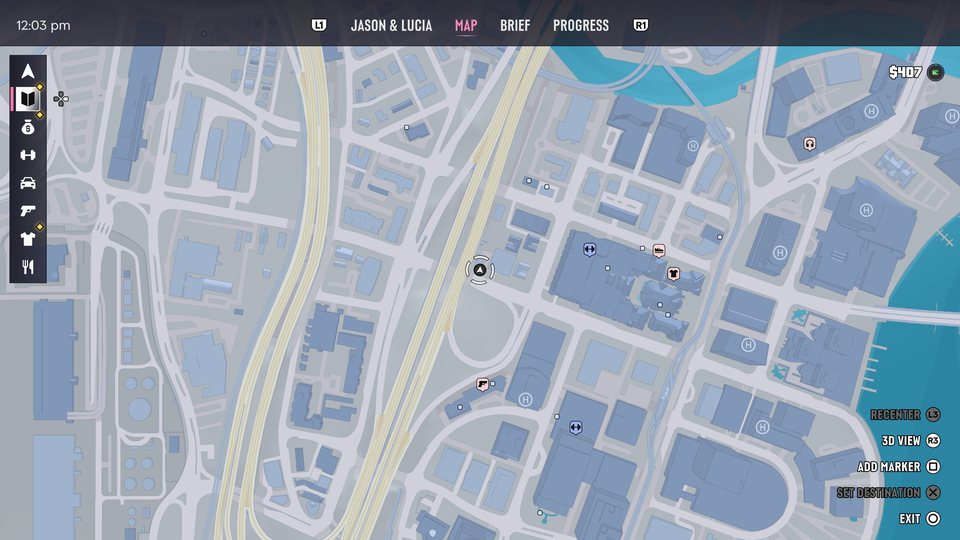 12:03 pm
L1 JASON & LUCIA MAP BRIEF PROGRESS R1
$407
H
H
H
H
H
H
H
H
RECENTER L3
3D VIEW R3
ADD MARKER
SET DESTINATION
EXIT